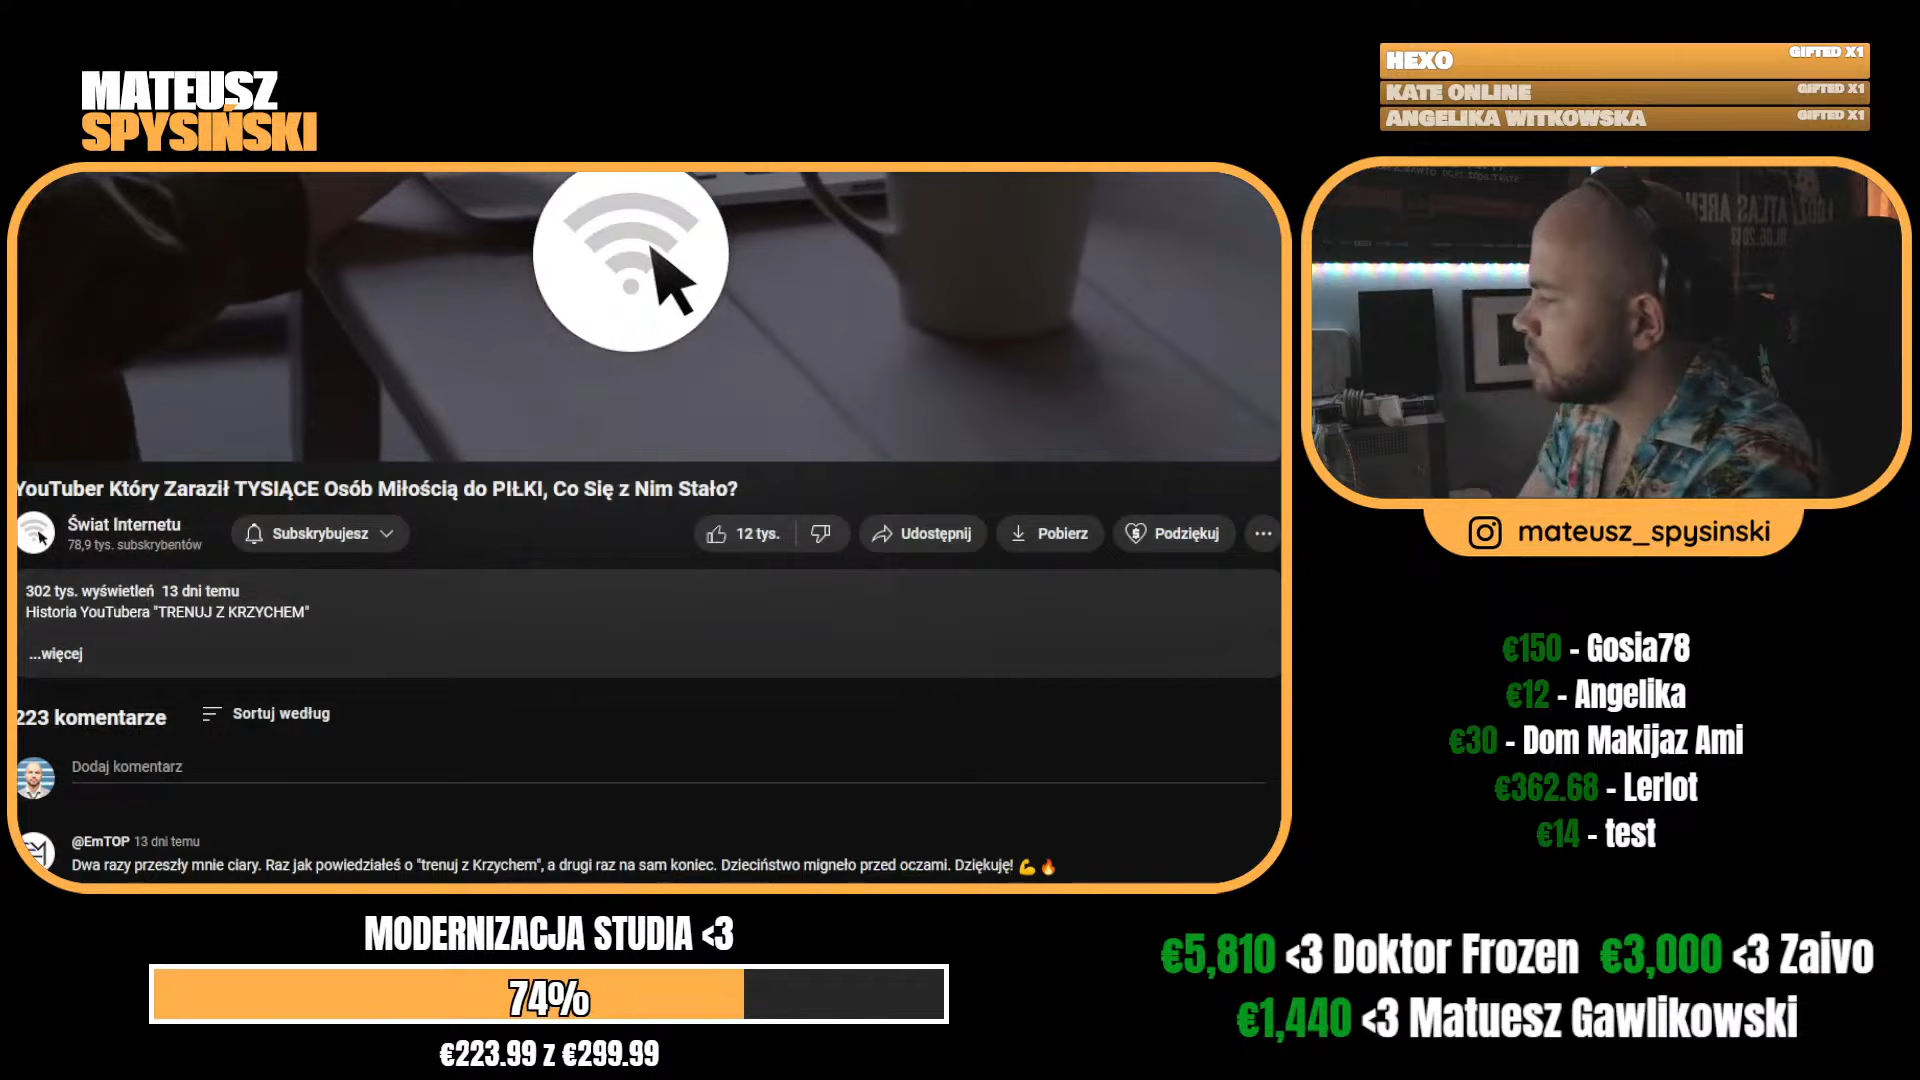 MATEUSZ
SPYSIŃSKI
HEXO GIFTED X1
KATE ONLINE GIFTED X1
ANGELIKA WITKOWSKA GIFTED X1
ŁÓDŹ ATLAS ARENA
mateusz_spysinski
YouTuber Który Zaraził TYSIĄCE Osób Miłością do PIŁKI, Co Się z Nim Stało?
Świat Internetu
78,9 tys. subskrybentów
Subskrybujesz
12 tys.
Udostępnij
Pobierz
Podziękuj
302 tys. wyświetleń 13 dni temu
Historia YouTubera "TRENUJ Z KRZYCHEM"
...więcej
223 komentarze
Sortuj według
Dodaj komentarz
@EmTOP 13 dni temu
Dwa razy przeszły mnie ciary. Raz jak powiedziałeś o "trenuj z Krzychem", a drugi raz na sam koniec. Dzieciństwo migneło przed oczami. Dziękuję! 💪🔥
€150 - Gosia78
€12 - Angelika
€30 - Dom Makijaz Ami
€362.68 - Lerlot
€14 - test
MODERNIZACJA STUDIA <3
74%
€223.99 z €299.99
€5,810 <3 Doktor Frozen €3,000 <3 Zaivo
€1,440 <3 Matuesz Gawlikowski